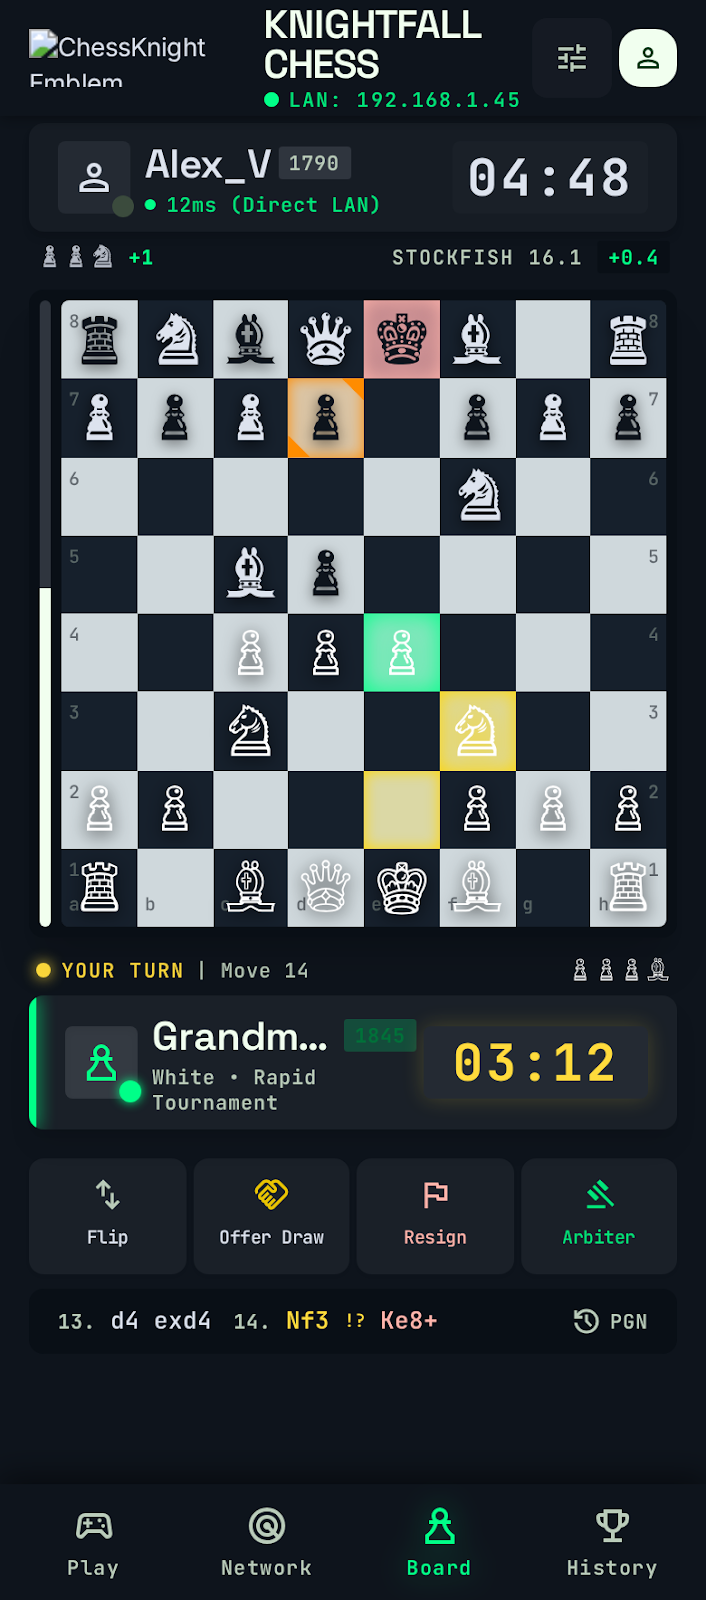 ChessKnight
Emblem
KNIGHTFALL
CHESS
LAN: 192.168.1.45
Alex_V 1790
12ms (Direct LAN)
04:48
+1
STOCKFISH 16.1 +0.4
8 8
7 7
6 6
5 5
4 4
3 3
2 2
1 1
a b c d e f g h
YOUR TURN | Move 14
Grandm... 1845
White • Rapid
Tournament
03:12
Flip
Offer Draw
Resign
Arbiter
13. d4 exd4 14. Nf3 !? Ke8+
PGN
Play
Network
Board
History